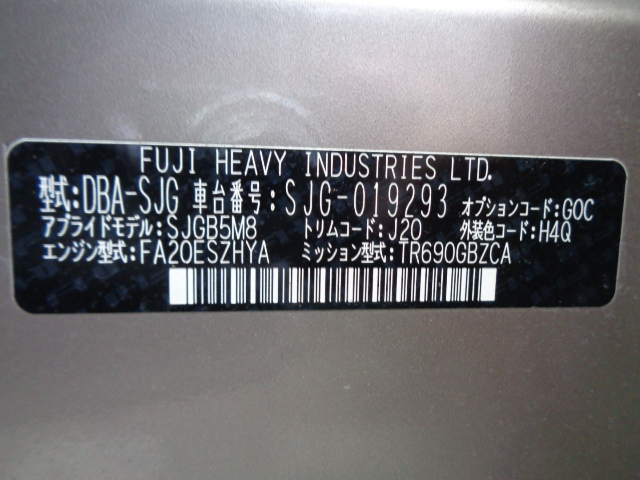 FUJI HEAVY INDUSTRIES LTD.
型式:DBA-SJG 車台番号:SJG-019293 オプションコード:GOC
アプライドモデル:SJGB5M8 トリムコード:J20 外装色コード:H4Q
エンジン型式:FA20ESZHYA ミッション型式:TR690GBZCA